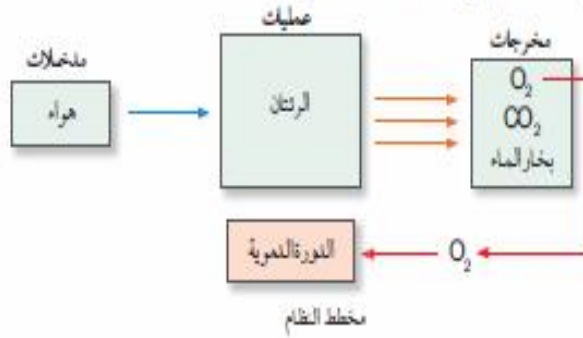 عمليات
مخرجات
مدخلات
O₂
هواء
الرئتان
CO₂
بخار الماء
الدورة الدموية
O₂
مخطط النظام